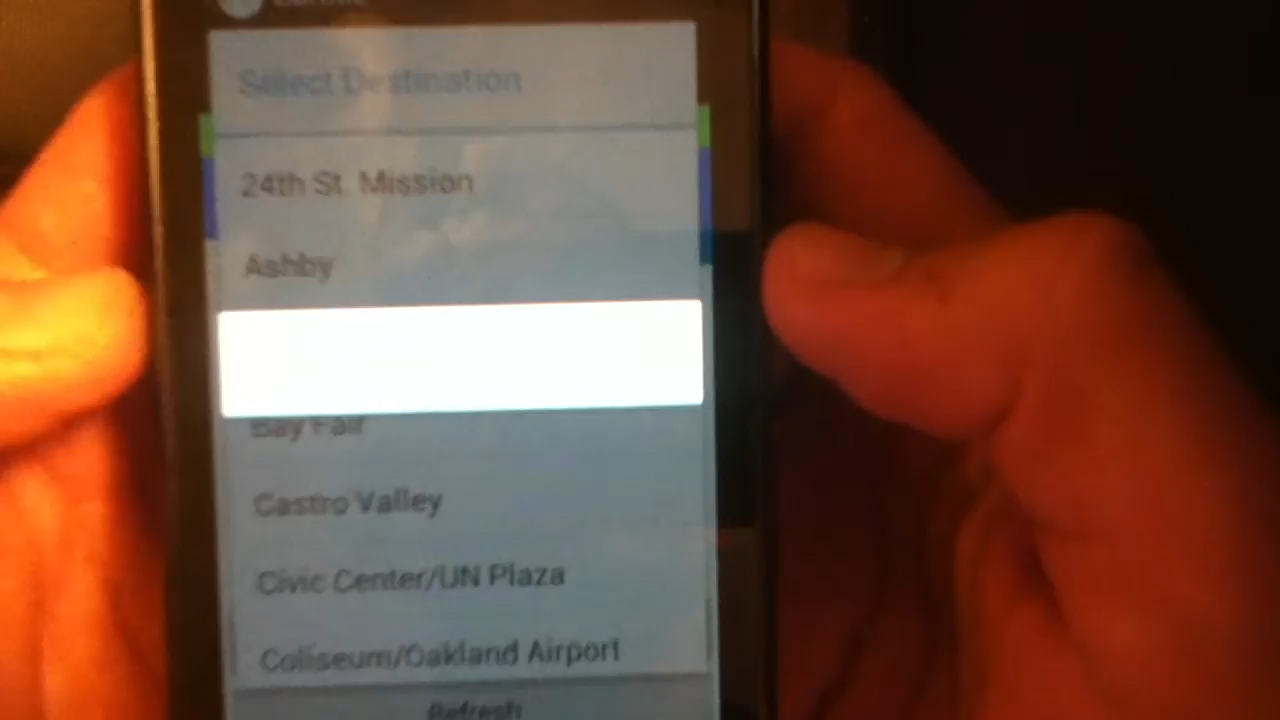 Select Destination
24th St. Mission
Ashby
Bay Fair
Castro Valley
Civic Center/UN Plaza
Coliseum/Oakland Airport
Refresh